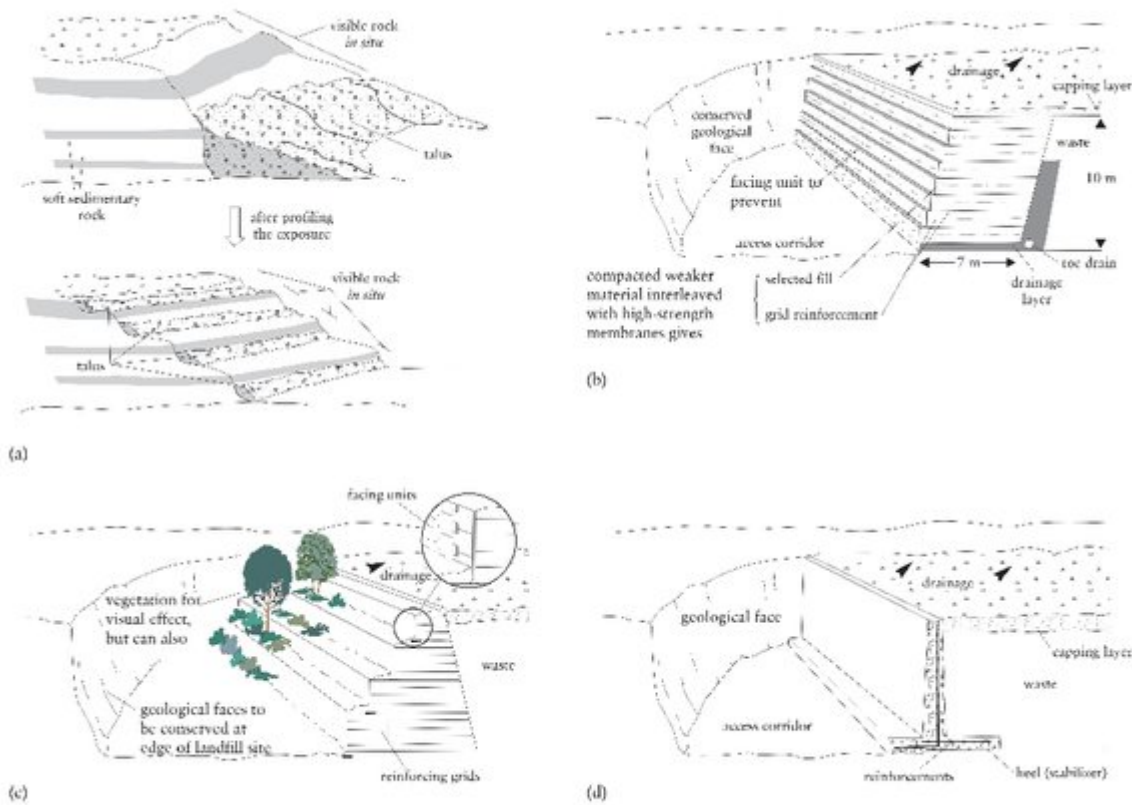 visible rock
in situ
talus
soft sedimentary
rock
after profiling
the exposure
visible rock
in situ
talus
(a)
drainage
capping layer
conserved
geological
face
waste
10 m
facing unit to
prevent
access corridor
7 m
toe drain
drainage
layer
compacted weaker
material interleaved
with high-strength
membranes gives
selected fill
grid reinforcement
(b)
facing units
drainage
vegetation for
visual effect,
but can also
waste
geological faces to
be conserved at
edge of landfill site
reinforcing grids
(c)
drainage
geological face
capping layer
waste
access corridor
reinforcements
heel (stabilizer)
(d)